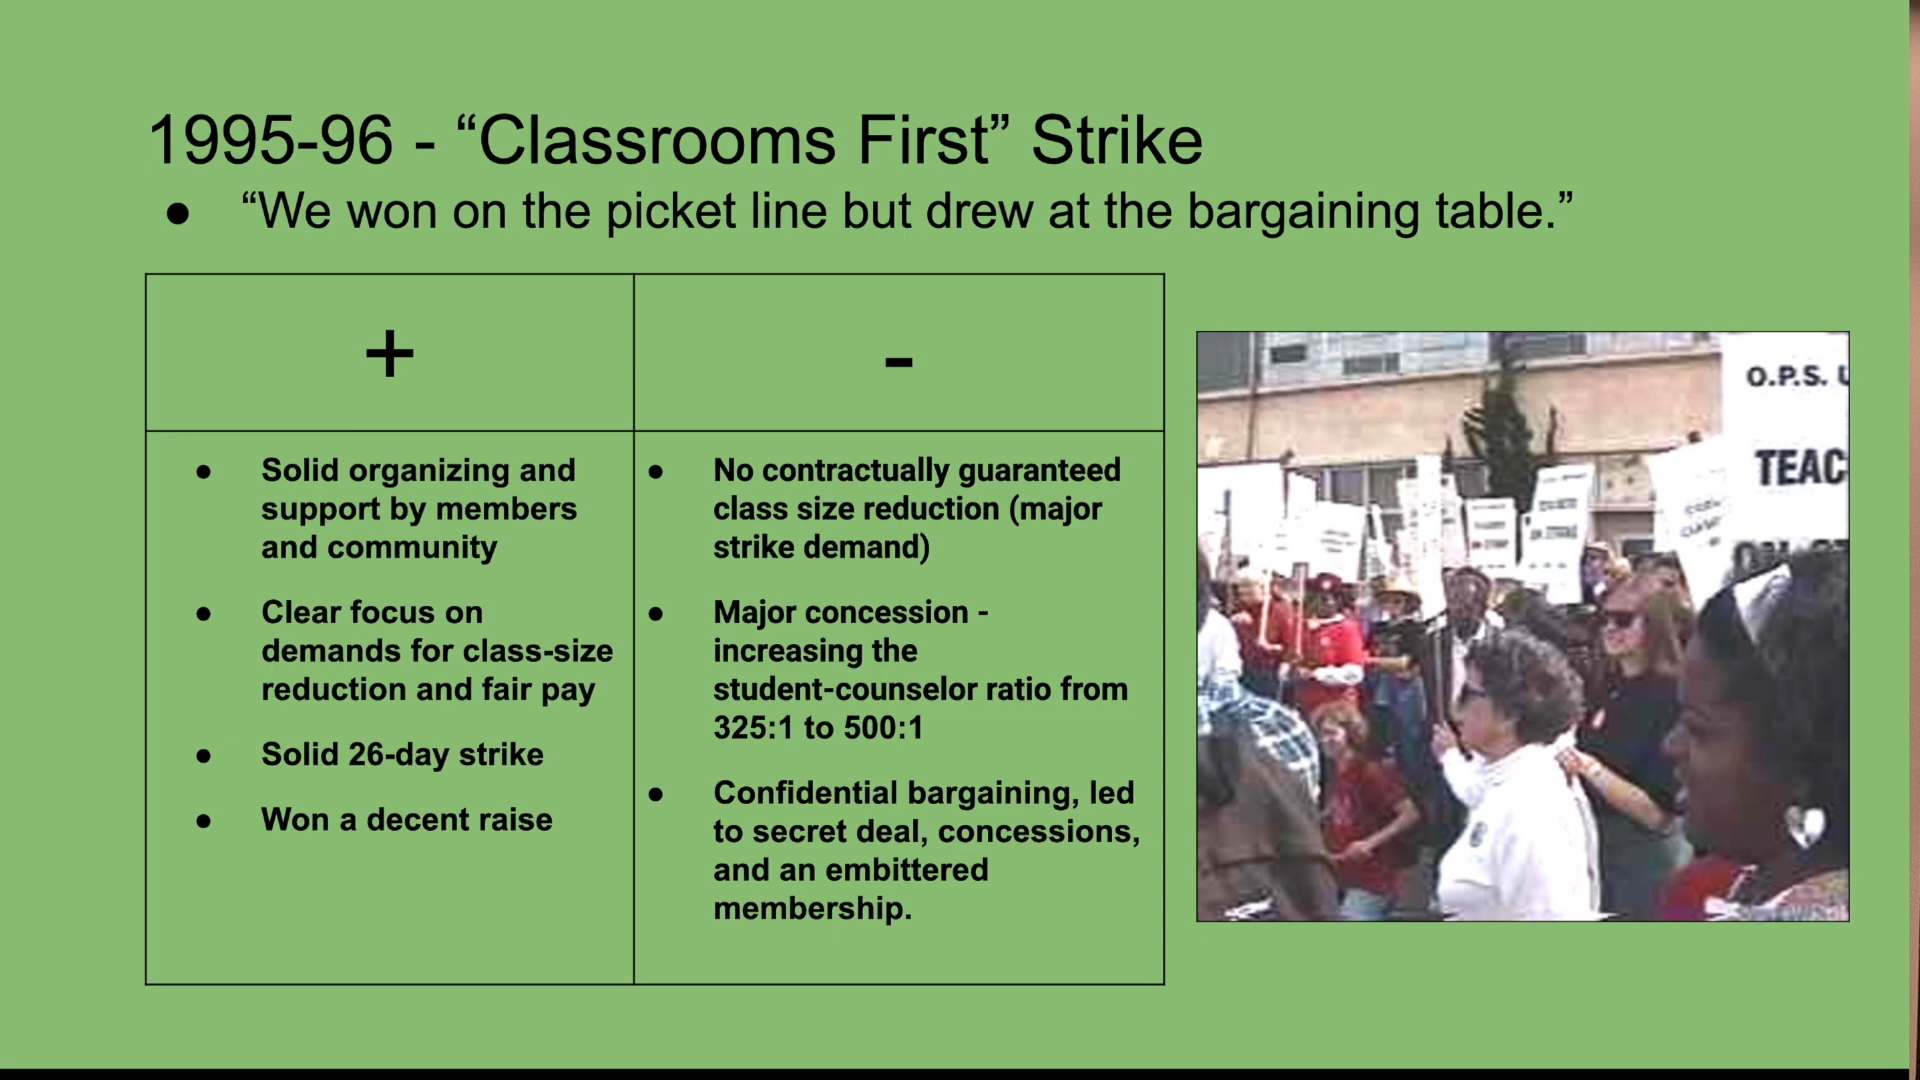 1995-96 - “Classrooms First” Strike
● “We won on the picket line but drew at the bargaining table.”
+
-
● Solid organizing and
support by members
and community
● Clear focus on
demands for class-size
reduction and fair pay
● Solid 26-day strike
● Won a decent raise
● No contractually guaranteed
class size reduction (major
strike demand)
● Major concession -
increasing the
student-counselor ratio from
325:1 to 500:1
● Confidential bargaining, led
to secret deal, concessions,
and an embittered
membership.
O.P.S.
TEAC